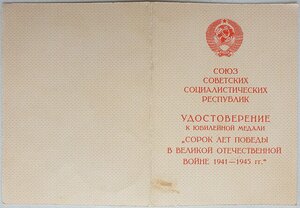 СОЮЗ
СОВЕТСКИХ
СОЦИАЛИСТИЧЕСКИХ
РЕСПУБЛИК
УДОСТОВЕРЕНИЕ
К ЮБИЛЕЙНОЙ МЕДАЛИ
„СОРОК ЛЕТ ПОБЕДЫ
В ВЕЛИКОЙ ОТЕЧЕСТВЕННОЙ
ВОЙНЕ 1941—1945 гг.“